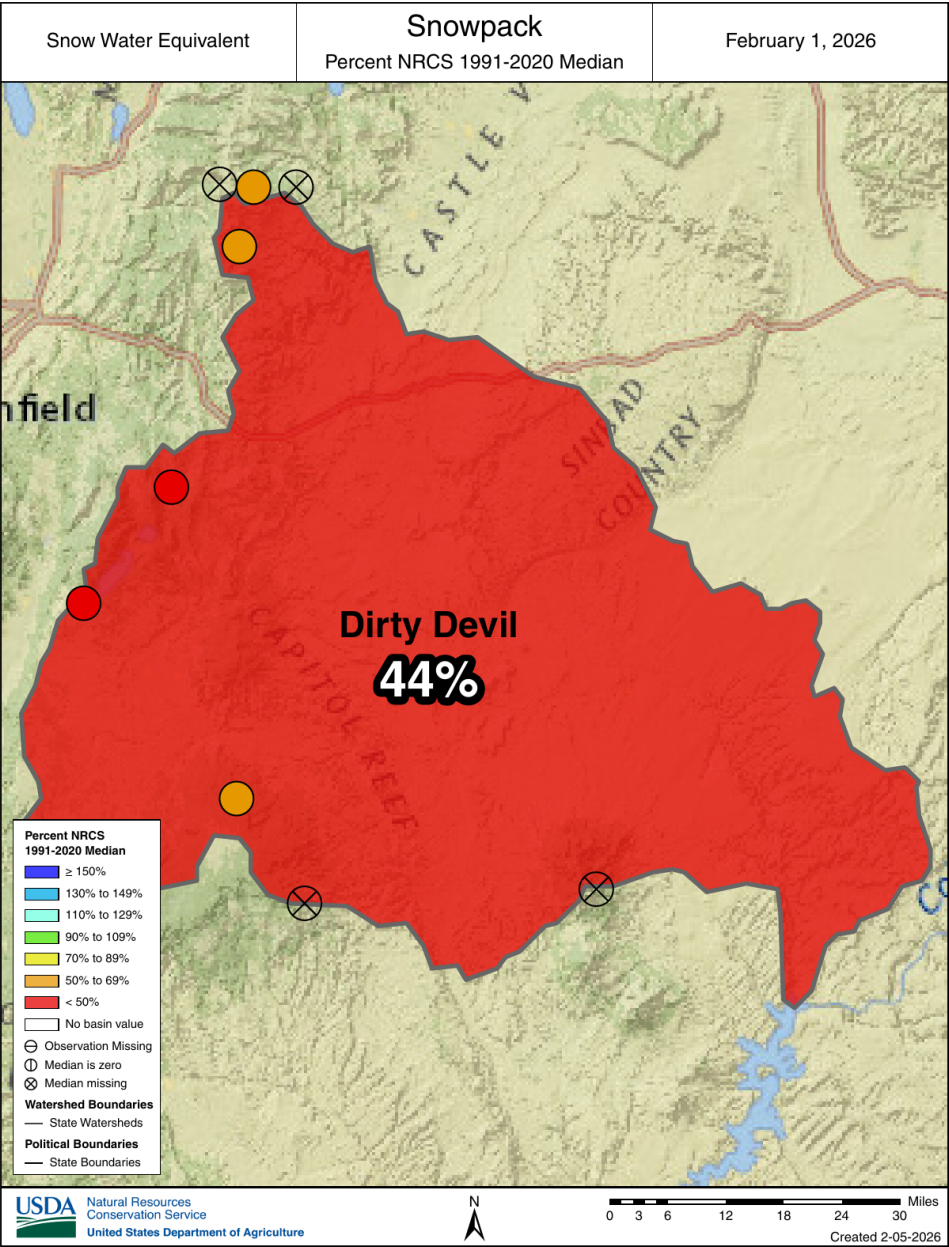 Snow Water Equivalent
Snowpack
Percent NRCS 1991-2020 Median
February 1, 2026
CASTLE V
nfield
SINBAD
COUNTRY
CAPITOL REEF
Dirty Devil
44%
Percent NRCS
1991-2020 Median
≥ 150%
130% to 149%
110% to 129%
90% to 109%
70% to 89%
50% to 69%
< 50%
No basin value
Observation Missing
Median is zero
Median missing
Watershed Boundaries
State Watersheds
Political Boundaries
State Boundaries
USDA
Natural Resources
Conservation Service
United States Department of Agriculture
N
Miles
0 3 6 12 18 24 30
Created 2-05-2026